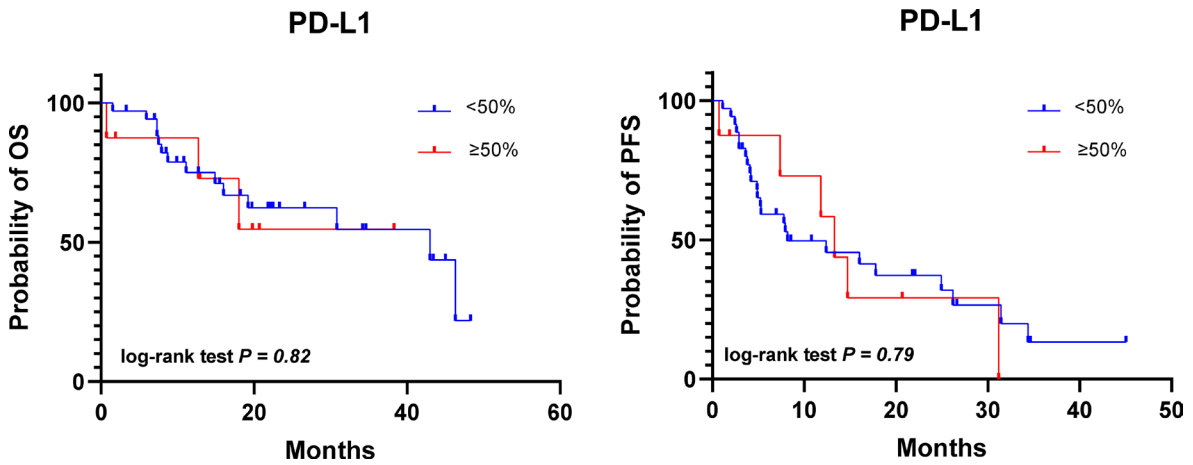 PD-L1
Probability of OS
100
50
0
<50%
≥50%
log-rank test P = 0.82
0 20 40 60
Months
PD-L1
Probability of PFS
100
50
0
<50%
≥50%
log-rank test P = 0.79
0 10 20 30 40 50
Months